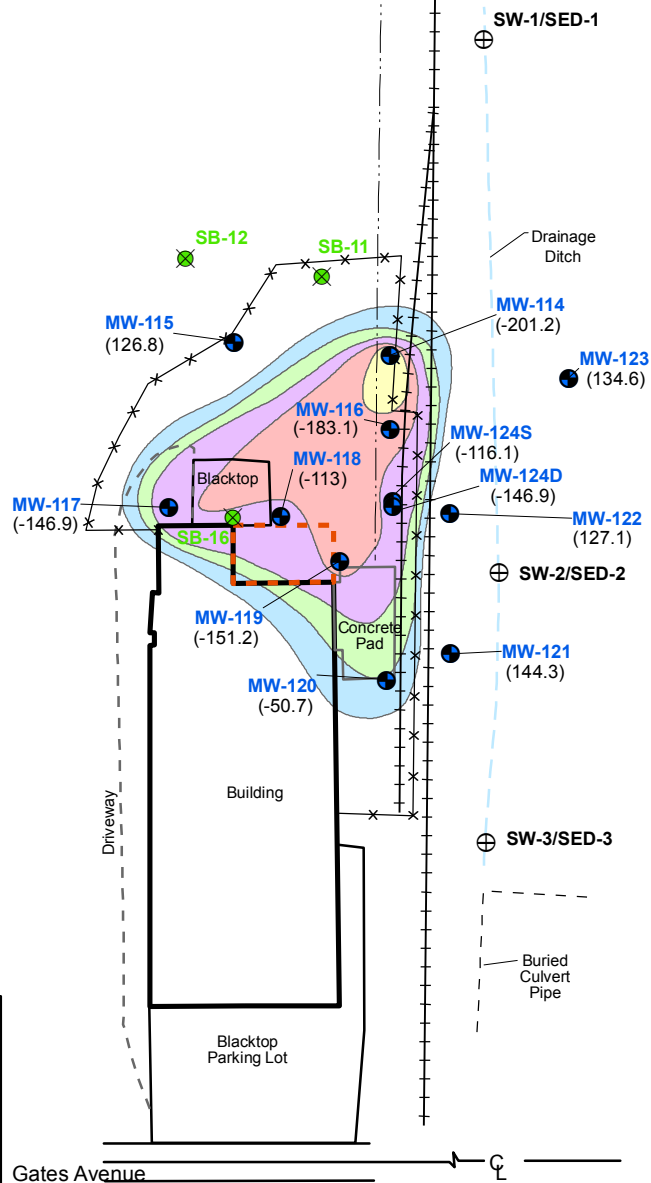 SW-1/SED-1
SB-12
SB-11
Drainage
Ditch
MW-114
(-201.2)
MW-115
(126.8)
MW-123
(134.6)
MW-116
(-183.1)
MW-124S
(-116.1)
MW-118
(-113)
Blacktop
MW-124D
(-146.9)
MW-117
(-146.9)
MW-122
(127.1)
SB-16
SW-2/SED-2
MW-119
(-151.2)
Concrete
Pad
MW-121
(144.3)
MW-120
(-50.7)
Building
Driveway
SW-3/SED-3
Buried
Culvert
Pipe
Blacktop
Parking Lot
CL
Gates Avenue